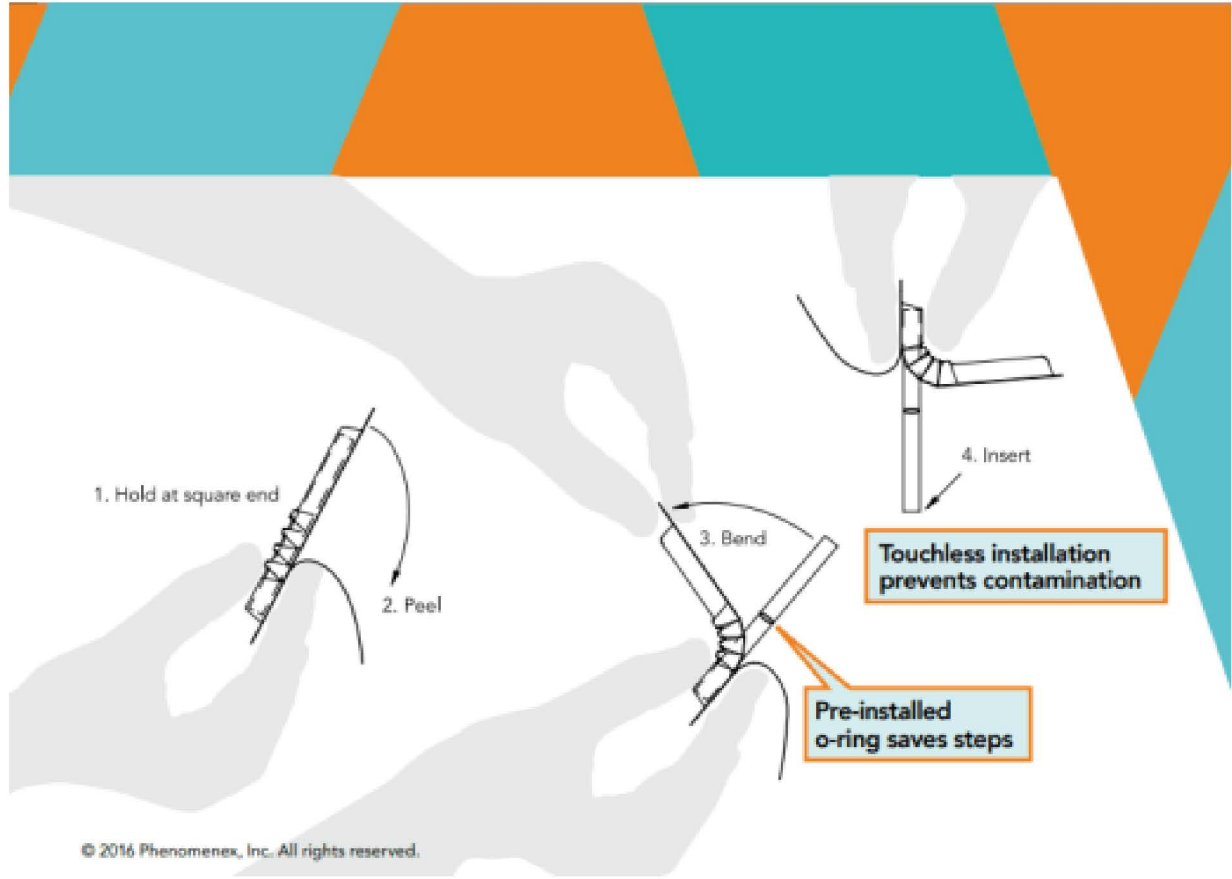 1. Hold at square end
2. Peel
3. Bend
4. Insert
Touchless installation
prevents contamination
Pre-installed
o-ring saves steps
© 2016 Phenomenex, Inc. All rights reserved.